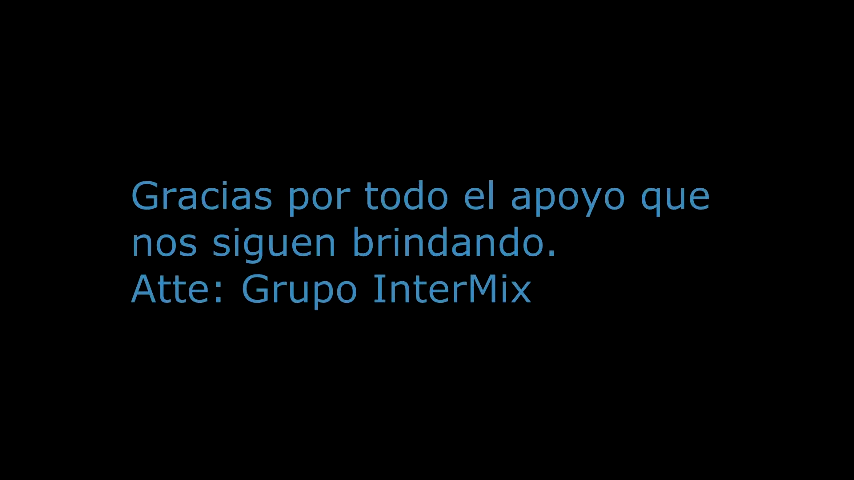 Gracias por todo el apoyo que
nos siguen brindando.
Atte: Grupo InterMix